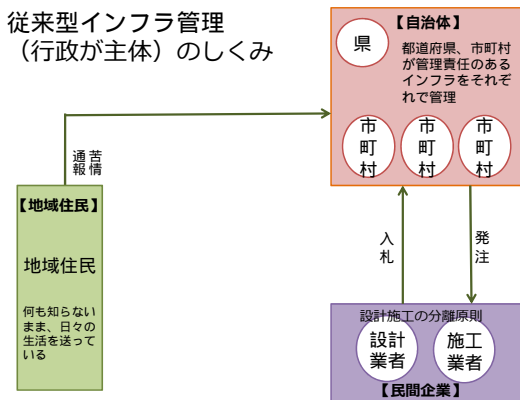 従来型インフラ管理
（行政が主体）のしくみ
【自治体】
県
都道府県、市町村
が管理責任のある
インフラをそれぞ
れで管理
市町村
市町村
市町村
苦情
通報
【地域住民】
地域住民
何も知らない
まま、日々の
生活を送って
いる
入札
発注
設計施工の分離原則
設計
業者
施工
業者
【民間企業】